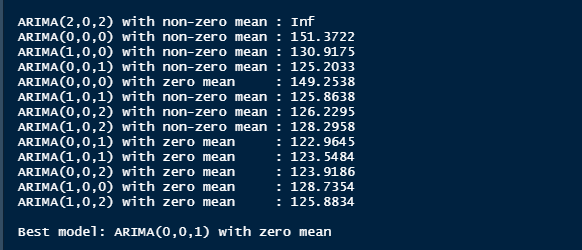 ARIMA(2,0,2) with non-zero mean : Inf
ARIMA(0,0,0) with non-zero mean : 151.3722
ARIMA(1,0,0) with non-zero mean : 130.9175
ARIMA(0,0,1) with non-zero mean : 125.2033
ARIMA(0,0,0) with zero mean     : 149.2538
ARIMA(1,0,1) with non-zero mean : 125.8638
ARIMA(0,0,2) with non-zero mean : 126.2295
ARIMA(1,0,2) with non-zero mean : 128.2958
ARIMA(0,0,1) with zero mean     : 122.9645
ARIMA(1,0,1) with zero mean     : 123.5484
ARIMA(0,0,2) with zero mean     : 123.9186
ARIMA(1,0,0) with zero mean     : 128.7354
ARIMA(1,0,2) with zero mean     : 125.8834
Best model: ARIMA(0,0,1) with zero mean